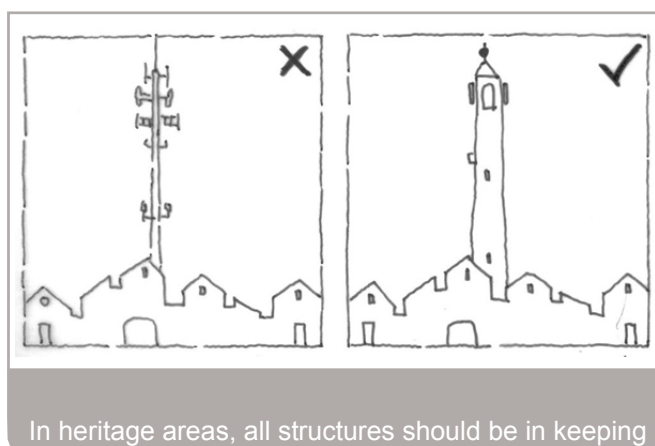 In heritage areas, all structures should be in keeping